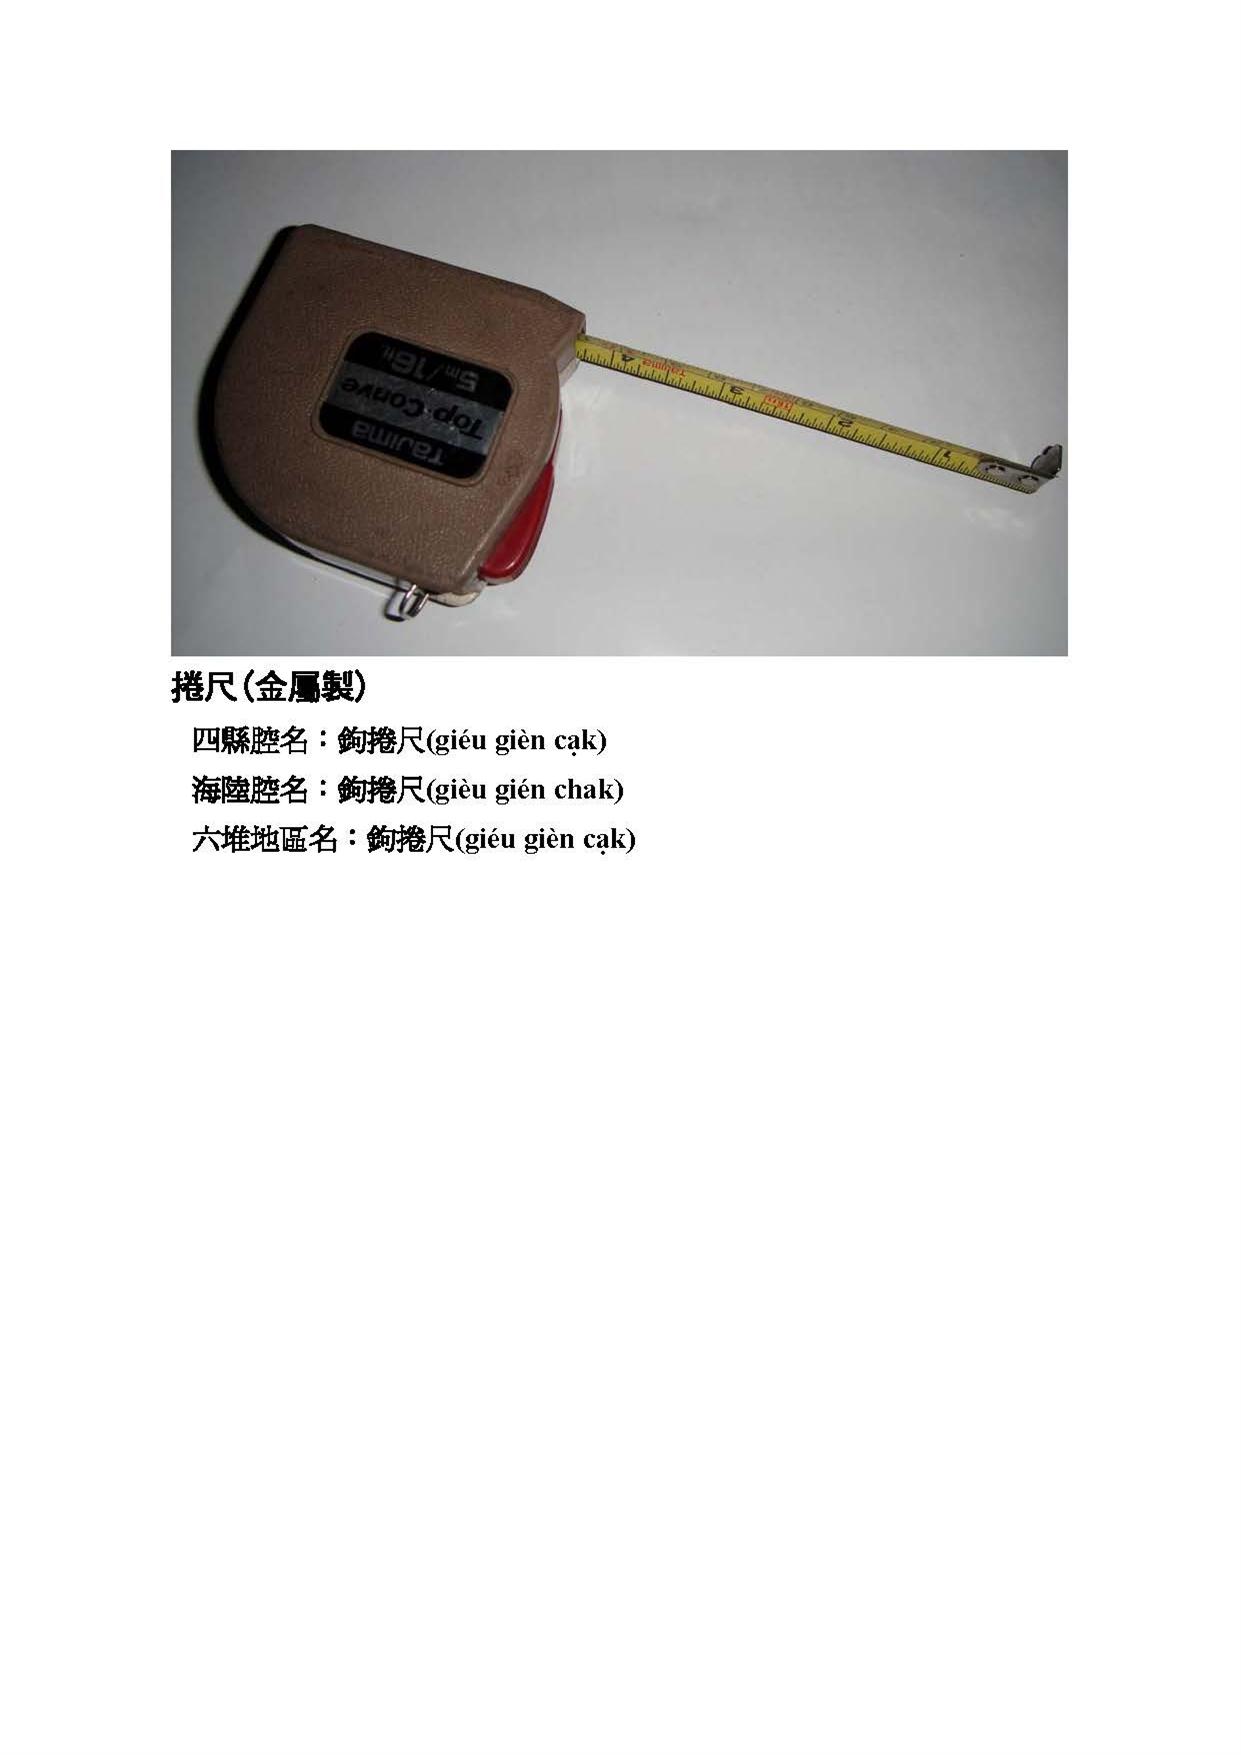 Tajima
Top-Conve
5m/16ft.
4
Tajima
3
2
1
捲尺(金屬製)
四縣腔名：鉤捲尺(giéu gièn cạk)
海陸腔名：鉤捲尺(gièu gién chak)
六堆地區名：鉤捲尺(giéu gièn cạk)